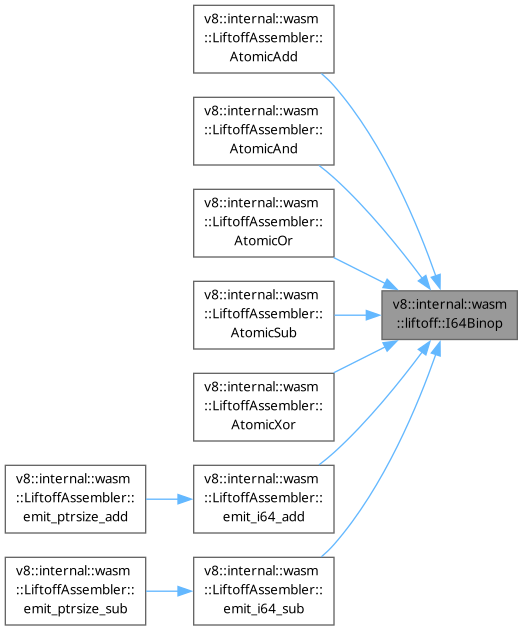 v8::internal::wasm
::LiftoffAssembler::
AtomicAdd
v8::internal::wasm
::LiftoffAssembler::
AtomicAnd
v8::internal::wasm
::LiftoffAssembler::
AtomicOr
v8::internal::wasm
::LiftoffAssembler::
AtomicSub
v8::internal::wasm
::liftoff::I64Binop
v8::internal::wasm
::LiftoffAssembler::
AtomicXor
v8::internal::wasm
::LiftoffAssembler::
emit_ptrsize_add
v8::internal::wasm
::LiftoffAssembler::
emit_i64_add
v8::internal::wasm
::LiftoffAssembler::
emit_ptrsize_sub
v8::internal::wasm
::LiftoffAssembler::
emit_i64_sub